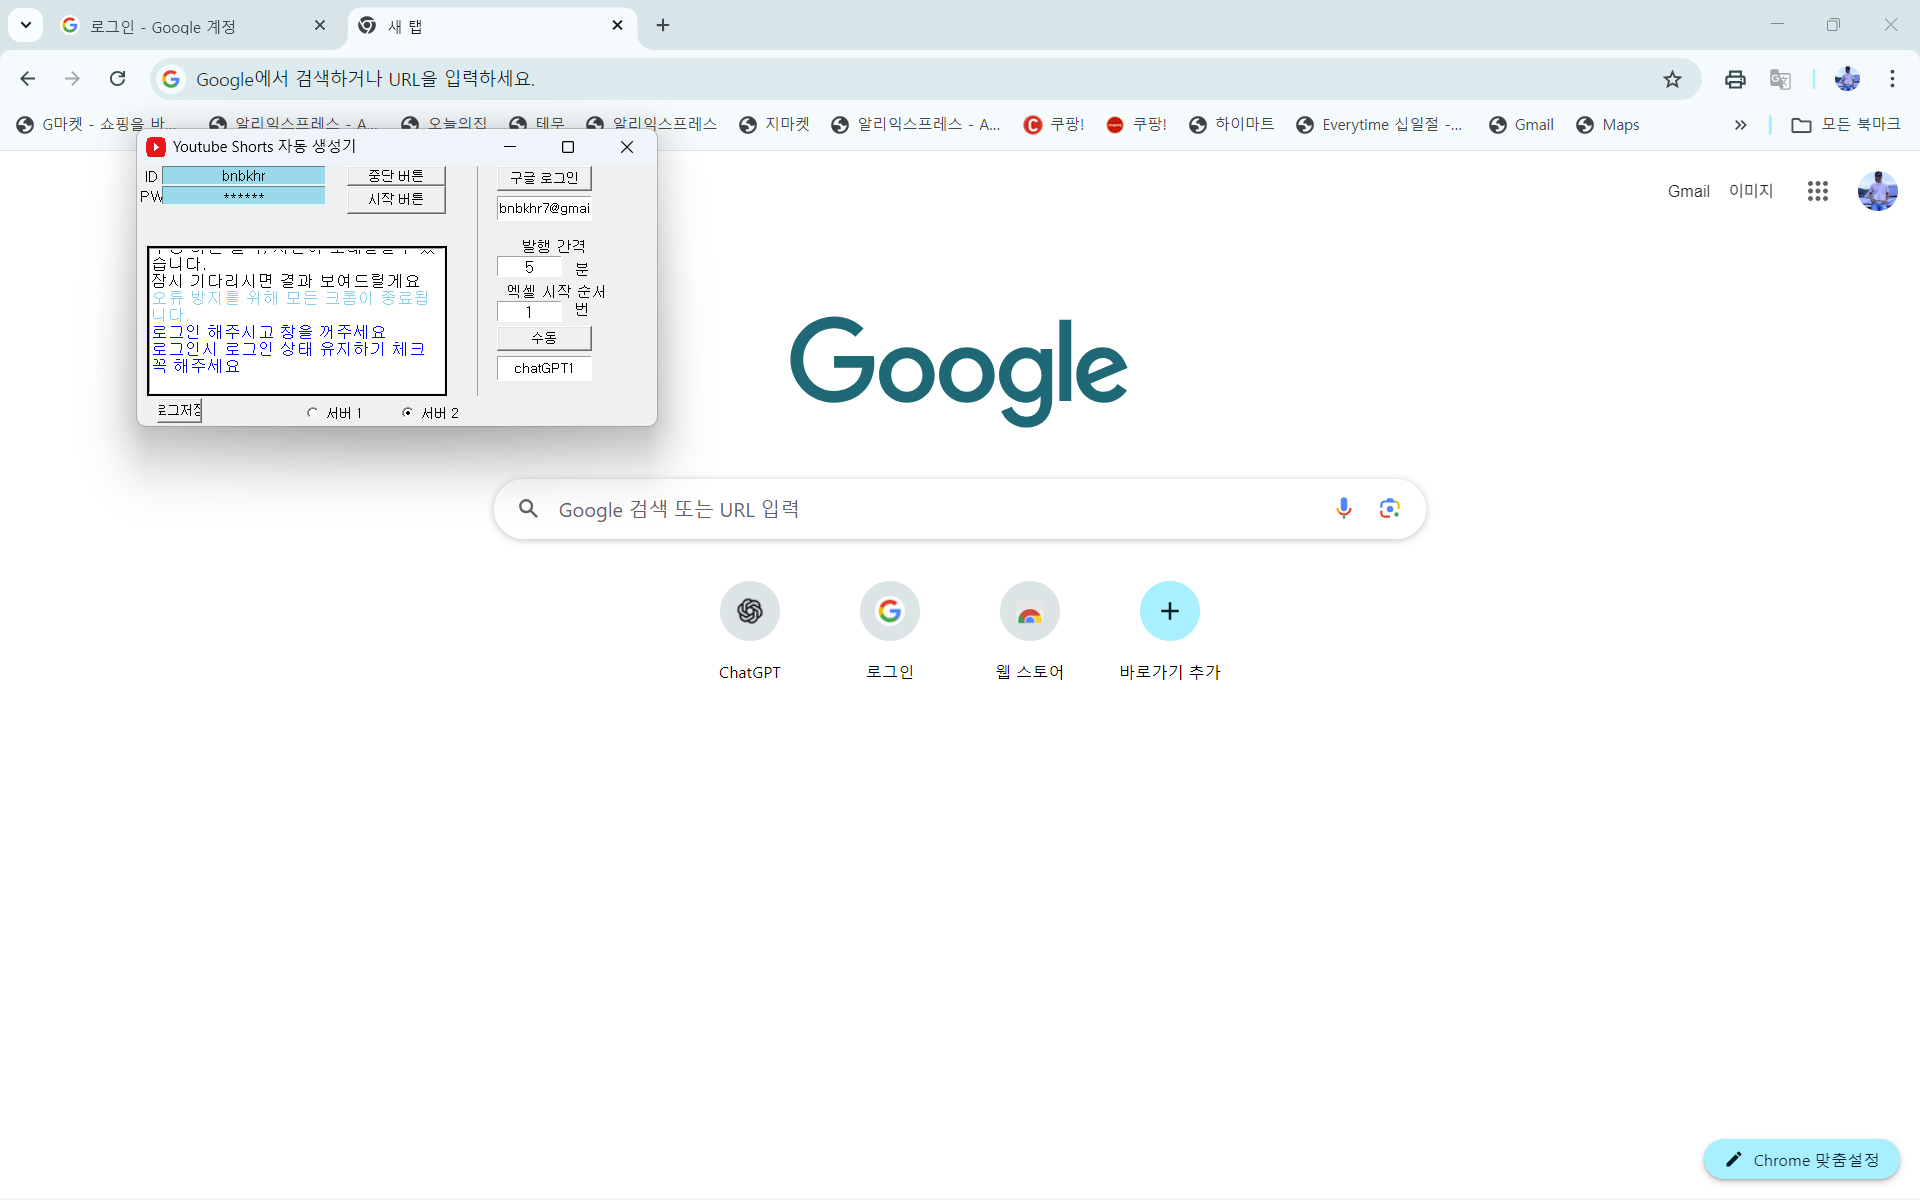 로그인 - Google 계정
새 탭
Google에서 검색하거나 URL을 입력하세요.
G마켓 - 쇼핑을 바...
알리익스프레스 - A...
오늘의집
테무
알리익스프레스
지마켓
알리익스프레스 - A...
쿠팡!
쿠팡!
하이마트
Everytime 십일절 -...
Gmail
Maps
모든 북마크
Youtube Shorts 자동 생성기
ID
bnbkhr
중단 버튼
구글 로그인
PW
******
시작 버튼
bnbkhr7@gmai
습니다.
잠시 기다리시면 결과 보여드릴게요
오류 방지를 위해 모든 크롬이 종료됩
니다.
로그인 해주시고 창을 꺼주세요
로그인시 로그인 상태 유지하기 체크
꼭 해주세요
발행 간격
5 분
엑셀 시작 순서
1 번
수동
chatGPT1
로그저장
서버 1
서버 2
Gmail
이미지
Google
Google 검색 또는 URL 입력
ChatGPT
로그인
웹 스토어
바로가기 추가
Chrome 맞춤설정